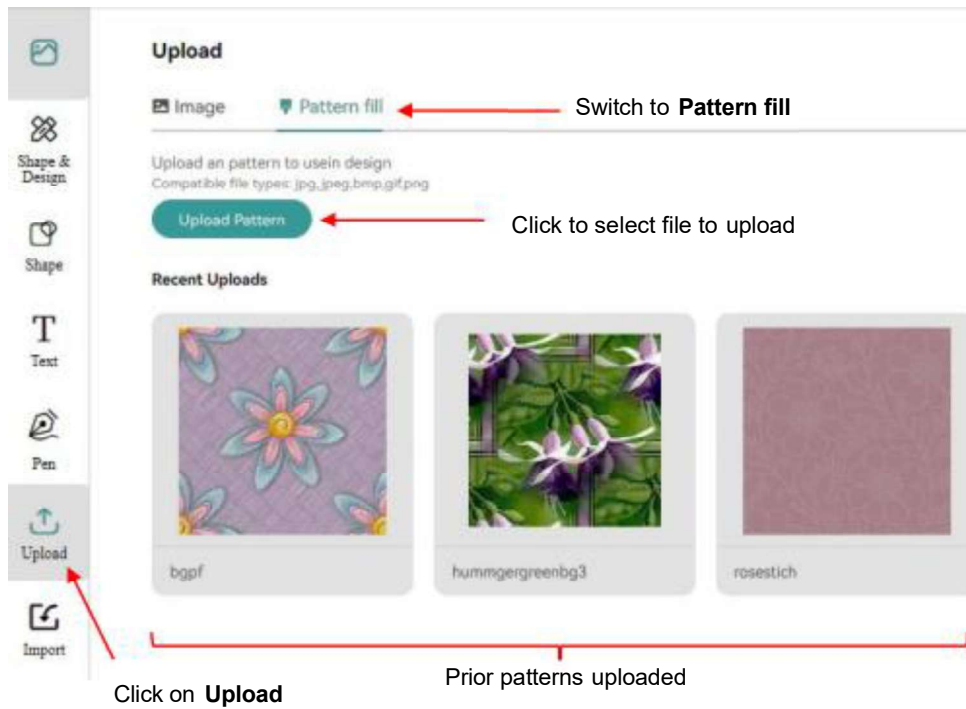 Upload
Image
Pattern fill
Switch to Pattern fill
Shape &
Design
Upload an pattern to usein design
Compatible file types: jpg,jpeg,bmp,gif,png
Upload Pattern
Click to select file to upload
Shape
Recent Uploads
Text
Pen
Upload
bgpf
hummgergreenbg3
rosestich
Import
Prior patterns uploaded
Click on Upload